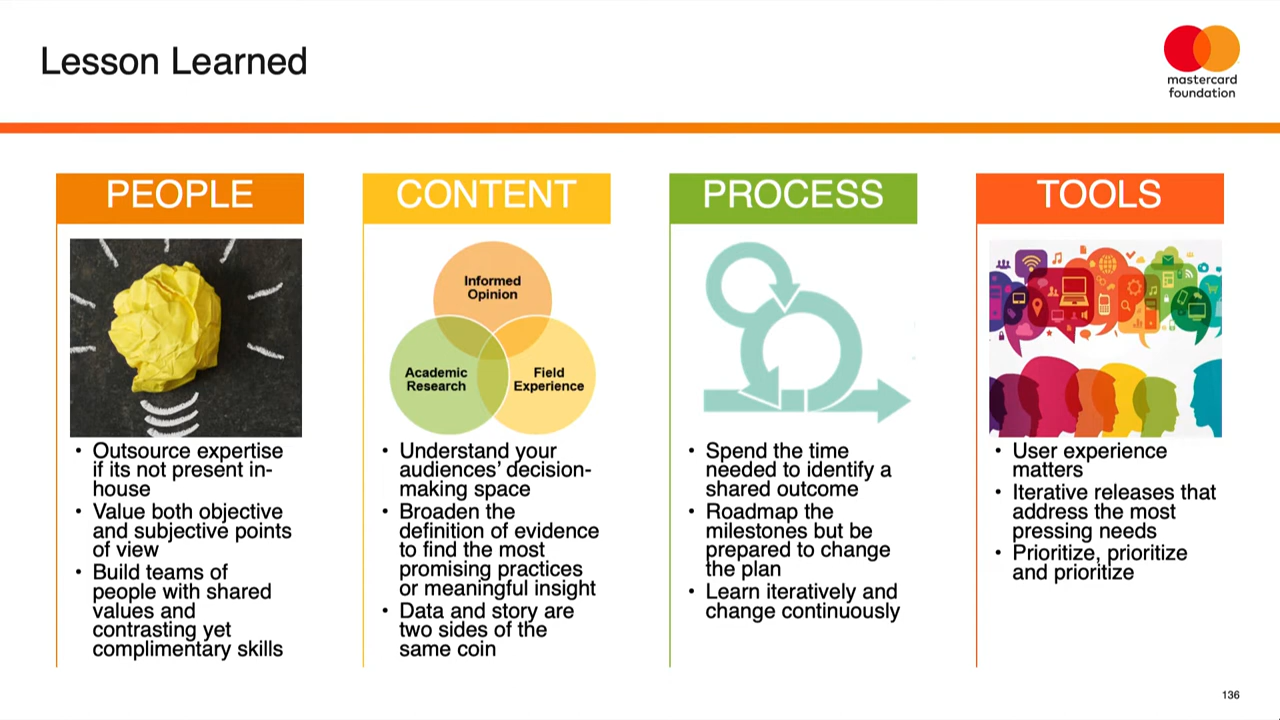 Lesson Learned
mastercard
foundation
PEOPLE
• Outsource expertise
if its not present in-
house
• Value both objective
and subjective points
of view
• Build teams of
people with shared
values and
contrasting yet
complimentary skills
CONTENT
Informed
Opinion
Academic
Research
Field
Experience
• Understand your
audiences’ decision-
making space
• Broaden the
definition of evidence
to find the most
promising practices
or meaningful insight
• Data and story are
two sides of the
same coin
PROCESS
• Spend the time
needed to identify a
shared outcome
• Roadmap the
milestones but be
prepared to change
the plan
• Learn iteratively and
change continuously
TOOLS
• User experience
matters
• Iterative releases that
address the most
pressing needs
• Prioritize, prioritize
and prioritize
136